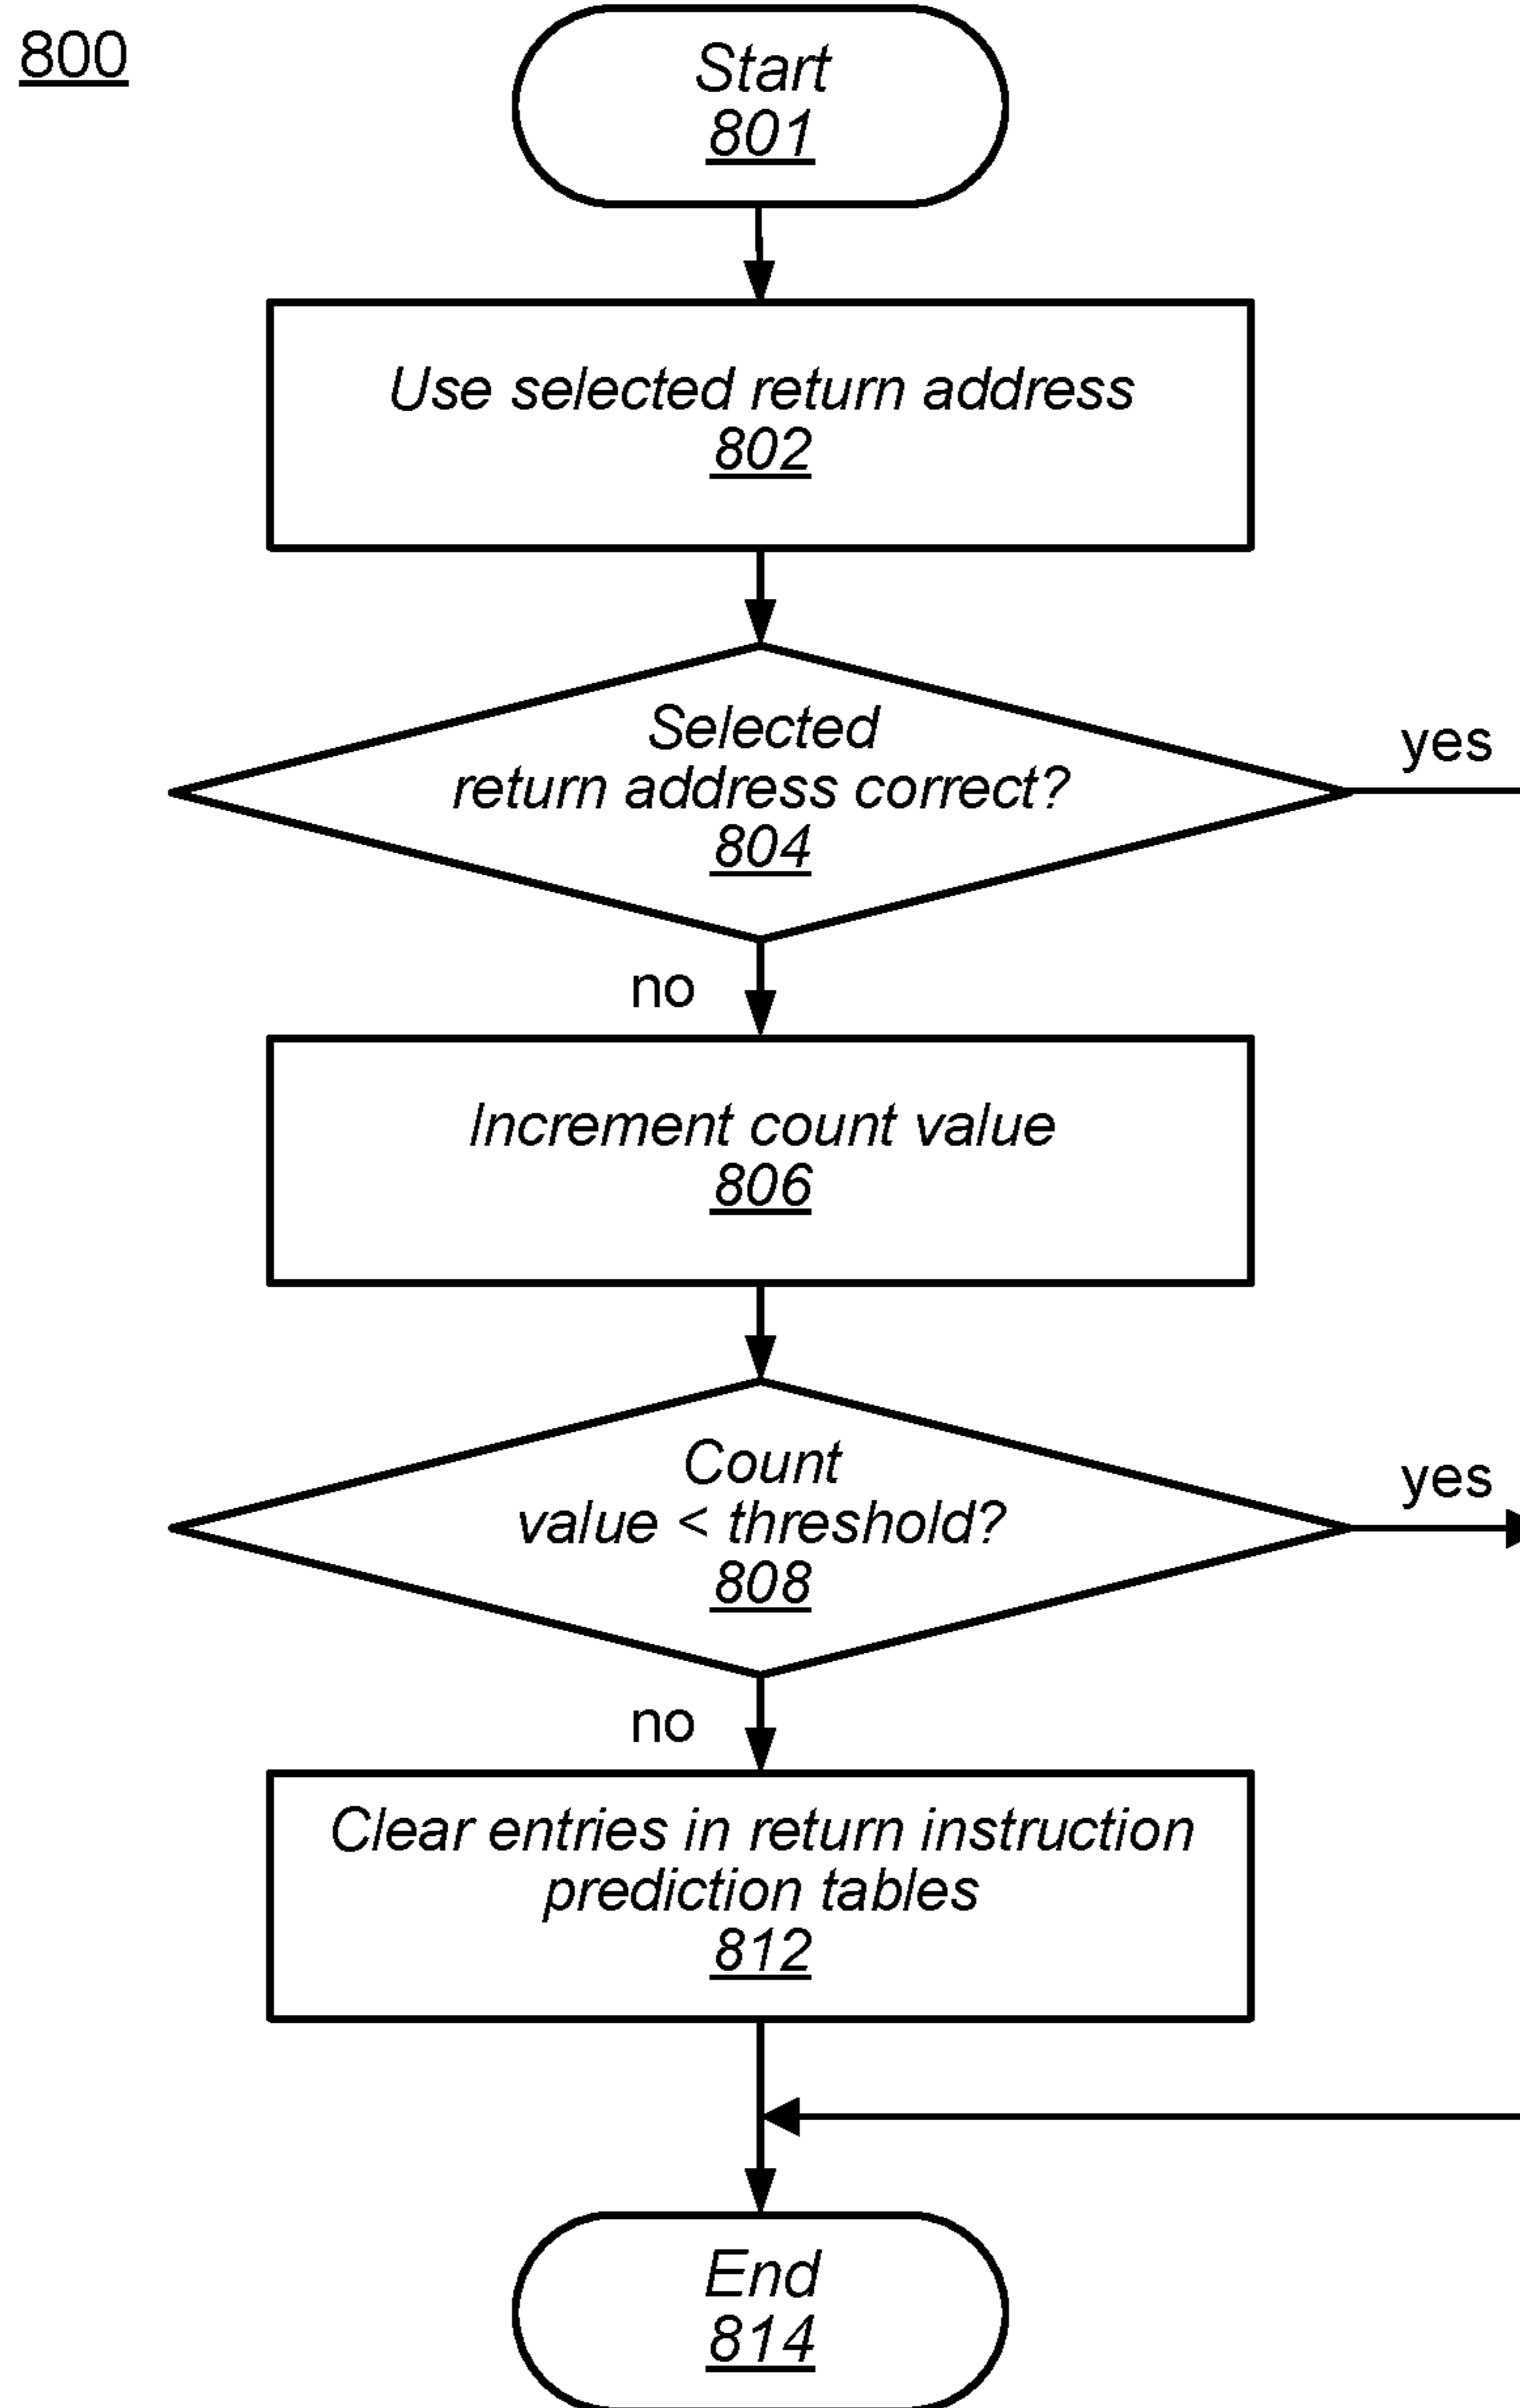 800
Start
801
Use selected return address
802
Selected
return address correct?
804
yes
no
Increment count value
806
Count
value < threshold?
808
yes
no
Clear entries in return instruction
prediction tables
812
End
814